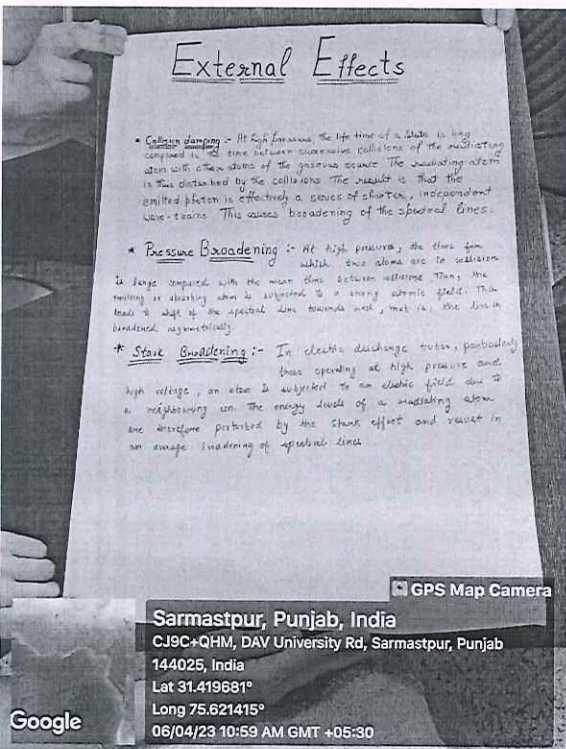 External Effects
• Collision damping :- At high pressure, the life time of a photon is long
compared to time between successive collisions of the radiating
atom with other atoms of the gaseous source The radiating atom
is thus disturbed by the collisions The result is that the
emitted photon is effectively a series of shorter, independent
wave-trains. This causes broadening of the spectral lines.
* Pressure Broadening :- At high pressure, the time for
which two atoms are in collision
is large compared with the mean time between collisions Then, the
emitting or absorbing atom is subjected to a strong atomic field. This
leads to shift of the spectral line towards red, that is, the line is
broadened asymmetrically.
* Stark Broadening :- In electric discharge tubes, particularly
those operating at high pressure and
high voltage, an atom is subjected to an electric field due to
a neighbouring ion. The energy levels of a radiating atom
are therefore perturbed by the Stark effect and result in
an average broadening of spectral lines
GPS Map Camera
Sarmastpur, Punjab, India
CJ9C+QHM, DAV University Rd, Sarmastpur, Punjab
144025, India
Lat 31.419681°
Long 75.621415°
06/04/23 10:59 AM GMT +05:30
Google